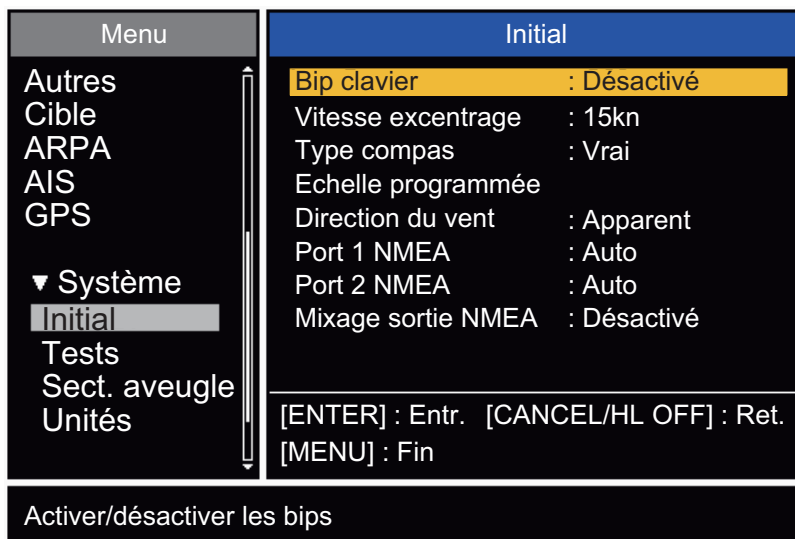 Menu
Autres
Cible
ARPA
AIS
GPS
▼ Système
Initial
Tests
Sect. aveugle
Unités
Initial
Bip clavier : Désactivé
Vitesse excentrage : 15kn
Type compas : Vrai
Echelle programmée
Direction du vent : Apparent
Port 1 NMEA : Auto
Port 2 NMEA : Auto
Mixage sortie NMEA : Désactivé
[ENTER] : Entr. [CANCEL/HL OFF] : Ret.
[MENU] : Fin
Activer/désactiver les bips